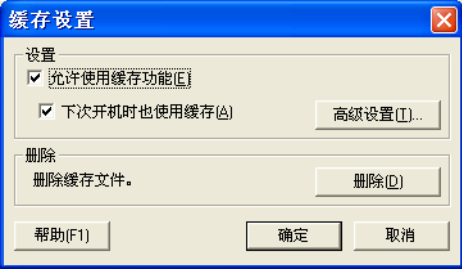 缓存设置
设置
允许使用缓存功能(E)
下次开机时也使用缓存(A)
高级设置(T)...
删除
删除缓存文件。
删除(D)
帮助(F1)
确定
取消